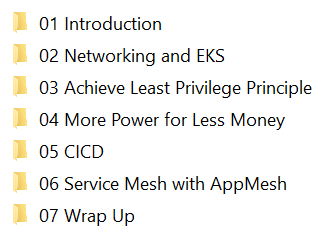 01 Introduction
02 Networking and EKS
03 Achieve Least Privilege Principle
04 More Power for Less Money
05 CICD
06 Service Mesh with AppMesh
07 Wrap Up